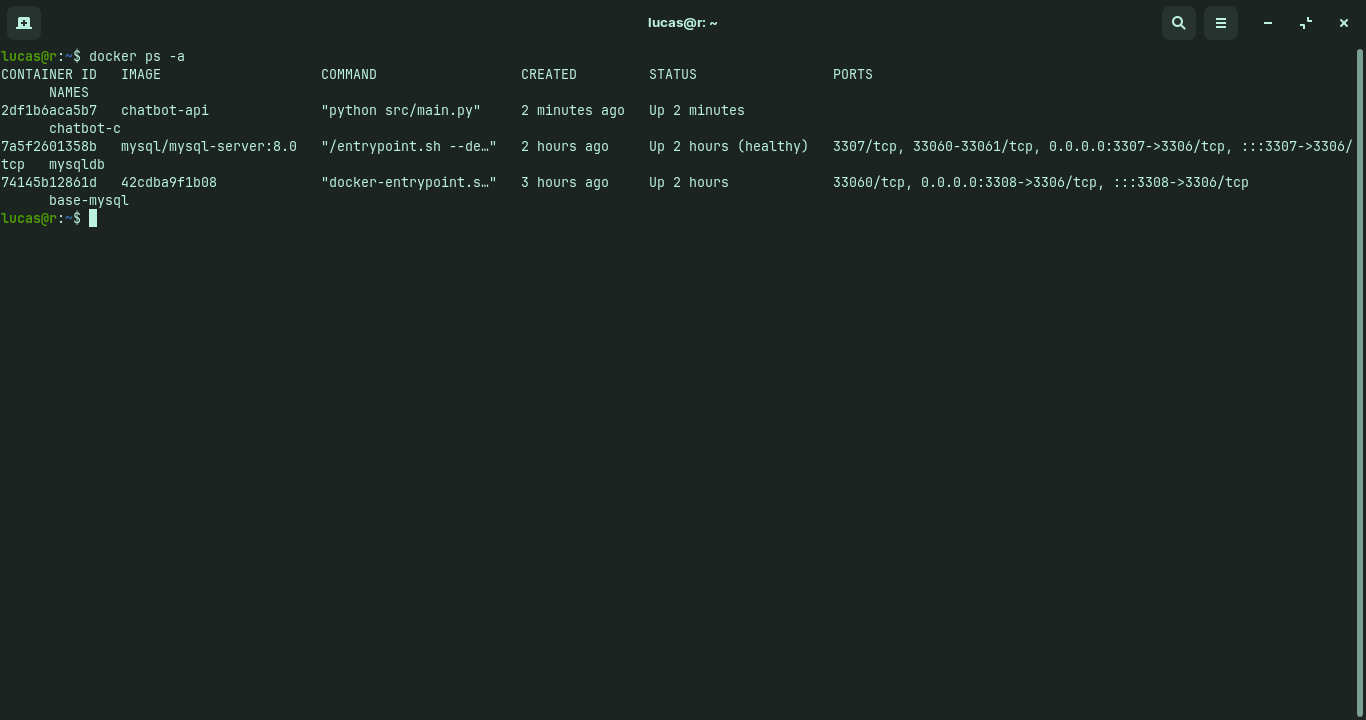 lucas@r: ~
lucas@r:~$ docker ps -a
CONTAINER ID   IMAGE                    COMMAND                  CREATED         STATUS                 PORTS
      NAMES
2df1b6aca5b7   chatbot-api              "python src/main.py"     2 minutes ago   Up 2 minutes
      chatbot-c
7a5f2601358b   mysql/mysql-server:8.0   "/entrypoint.sh --de…"   2 hours ago     Up 2 hours (healthy)   3307/tcp, 33060-33061/tcp, 0.0.0.0:3307->3306/tcp, :::3307->3306/
tcp   mysqldb
74145b12861d   42cdba9f1b08             "docker-entrypoint.s…"   3 hours ago     Up 2 hours             33060/tcp, 0.0.0.0:3308->3306/tcp, :::3308->3306/tcp
      base-mysql
lucas@r:~$